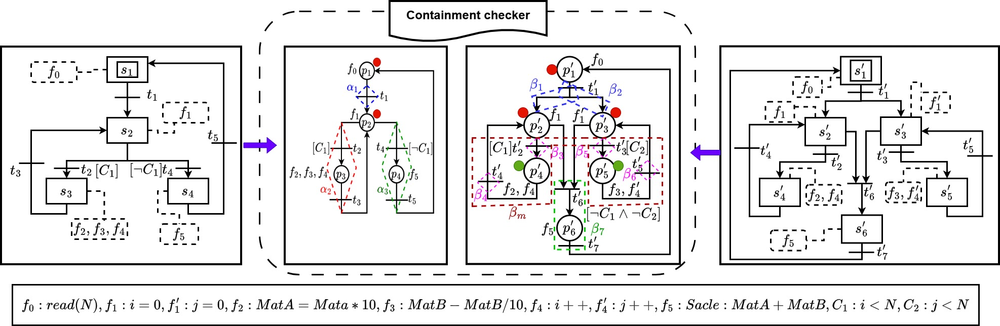 Containment checker
f₀
s₁
t₁
f₁
s₂
t₅
t₃
t₂ [C₁] [¬C₁]t₄
s₃
s₄
f₂, f₃, f₄
f₅
f₀ p₁
α₁
t₁
f₁
p₂
[C₁] t₂ t₄ [¬C₁]
f₂, f₃, f₄ p₃ p₄ f₅
α₂ α₃
t₃ t₅
f₀
p′₁
β₁ t′₁ β₂
p′₂ f₁ f′₁ p′₃
[C₁]t′₂ β₃ β₅ t′₃[C₂]
t′₄ p′₄ p′₅ t′₅
β₆
β₄ f₂, f₄ f₃, f′₄
t′₆
βₘ [¬C₁ ∧ ¬C₂]
f₅ p′₆ β₇
t′₇
s′₁
f₀ t′₁ f′₁
f₁
s′₂ s′₃
t′₄ t′₂ t′₃ t′₅
s′₄ f₂, f₄ t′₆ f₃, f′₄ s′₅
s′₆
f₅
t′₇
f₀ : read(N), f₁ : i = 0, f′₁ : j = 0, f₂ : MatA = Mata * 10, f₃ : MatB − MatB/10, f₄ : i + +, f′₄ : j + +, f₅ : Sacle : MatA + MatB, C₁ : i < N, C₂ : j < N